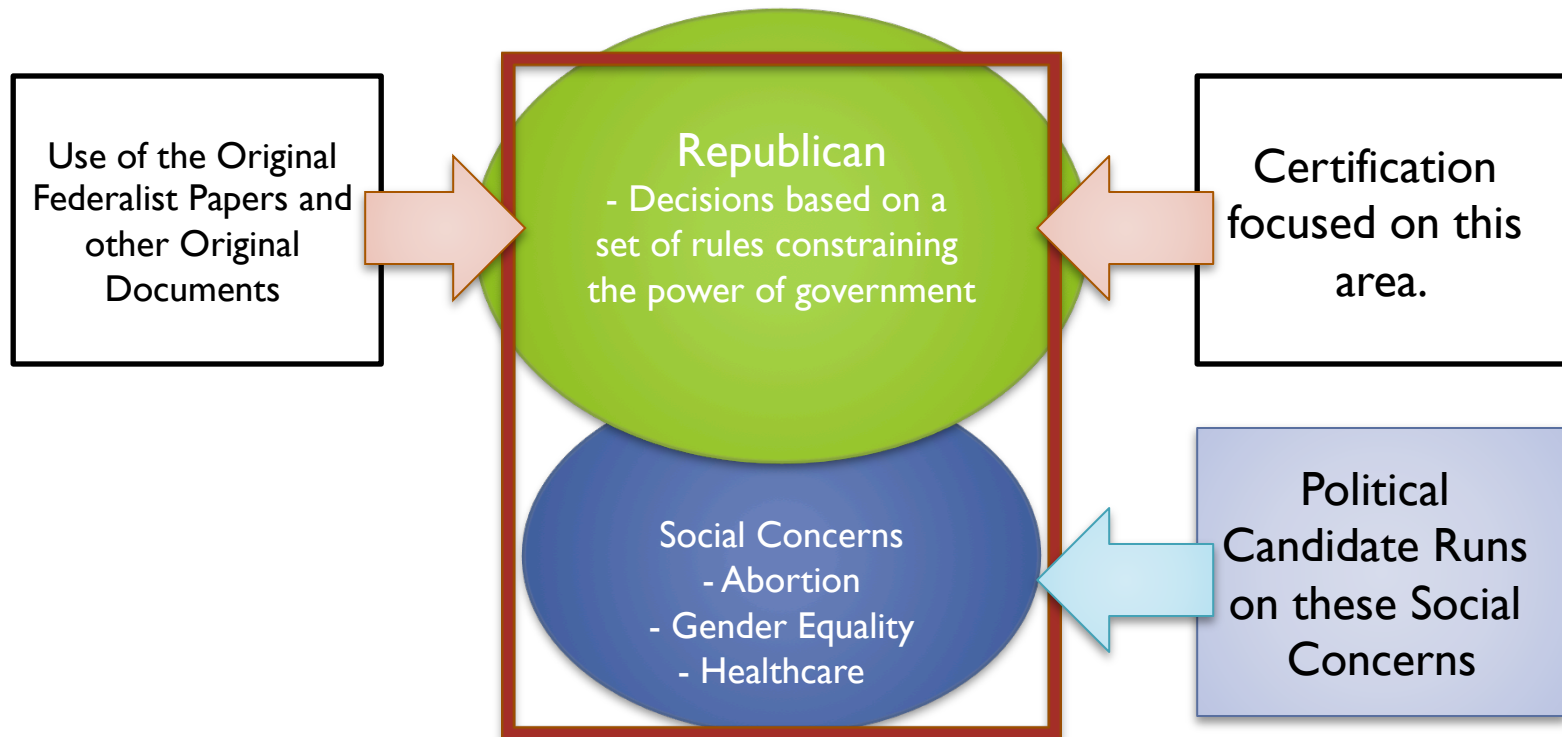 Use of the Original
Federalist Papers and
other Original
Documents
Republican
- Decisions based on a
set of rules constraining
the power of government
Certification
focused on this
area.
Social Concerns
- Abortion
- Gender Equality
- Healthcare
Political
Candidate Runs
on these Social
Concerns